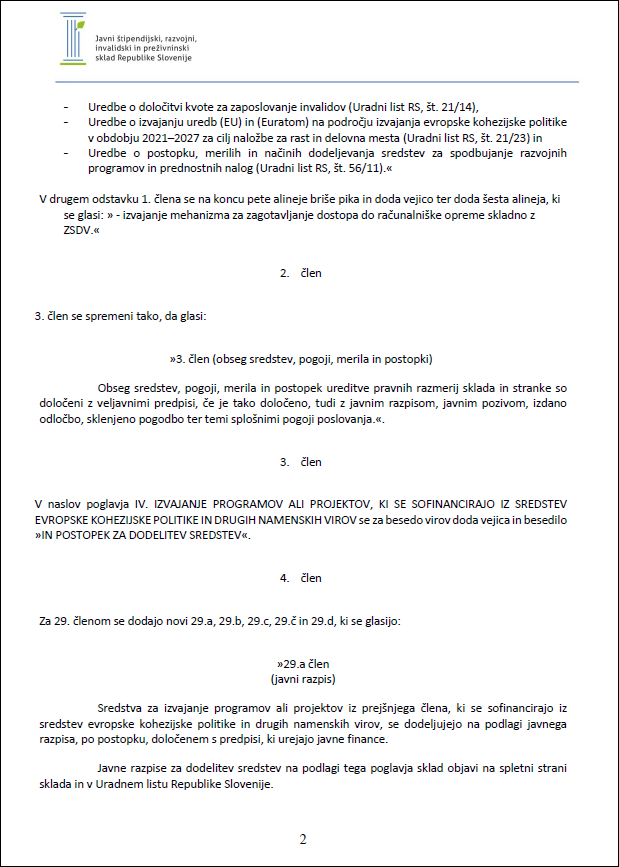 Javni štipendijski, razvojni,
invalidski in preživninski
sklad Republike Slovenije
- Uredbe o določitvi kvote za zaposlovanje invalidov (Uradni list RS, št. 21/14),
- Uredbe o izvajanju uredb (EU) in (Euratom) na področju izvajanja evropske kohezijske politike
v obdobju 2021–2027 za cilj naložbe za rast in delovna mesta (Uradni list RS, št. 21/23) in
- Uredbe o postopku, merilih in načinih dodeljevanja sredstev za spodbujanje razvojnih
programov in prednostnih nalog (Uradni list RS, št. 56/11).«
V drugem odstavku 1. člena se na koncu pete alineje briše pika in doda vejico ter doda šesta alineja, ki
se glasi: » - izvajanje mehanizma za zagotavljanje dostopa do računalniške opreme skladno z
ZSDV.«
2. člen
3. člen se spremeni tako, da glasi:
»3. člen (obseg sredstev, pogoji, merila in postopki)
Obseg sredstev, pogoji, merila in postopek ureditve pravnih razmerij sklada in stranke so
določeni z veljavnimi predpisi, če je tako določeno, tudi z javnim razpisom, javnim pozivom, izdano
odločbo, sklenjeno pogodbo ter temi splošnimi pogoji poslovanja.«.
3. člen
V naslov poglavja IV. IZVAJANJE PROGRAMOV ALI PROJEKTOV, KI SE SOFINANCIRAJO IZ SREDSTEV
EVROPSKE KOHEZIJSKE POLITIKE IN DRUGIH NAMENSKIH VIROV se za besedo virov doda vejica in besedilo
»IN POSTOPEK ZA DODELITEV SREDSTEV«.
4. člen
Za 29. členom se dodajo novi 29.a, 29.b, 29.c, 29.č in 29.d, ki se glasijo:
»29.a člen
(javni razpis)
Sredstva za izvajanje programov ali projektov iz prejšnjega člena, ki se sofinancirajo iz
sredstev evropske kohezijske politike in drugih namenskih virov, se dodeljujejo na podlagi javnega
razpisa, po postopku, določenem s predpisi, ki urejajo javne finance.
Javne razpise za dodelitev sredstev na podlagi tega poglavja sklad objavi na spletni strani
sklada in v Uradnem listu Republike Slovenije.
2